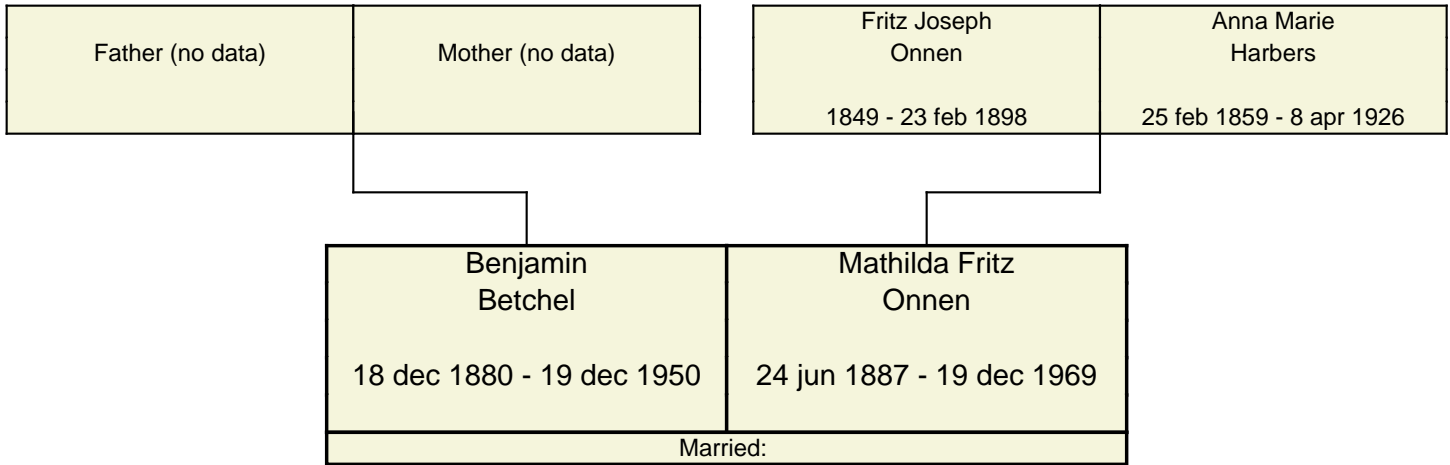 Father (no data)
Mother (no data)
Fritz Joseph
Onnen
1849 - 23 feb 1898
Anna Marie
Harbers
25 feb 1859 - 8 apr 1926
Benjamin
Betchel
18 dec 1880 - 19 dec 1950
Mathilda Fritz
Onnen
24 jun 1887 - 19 dec 1969
Married: